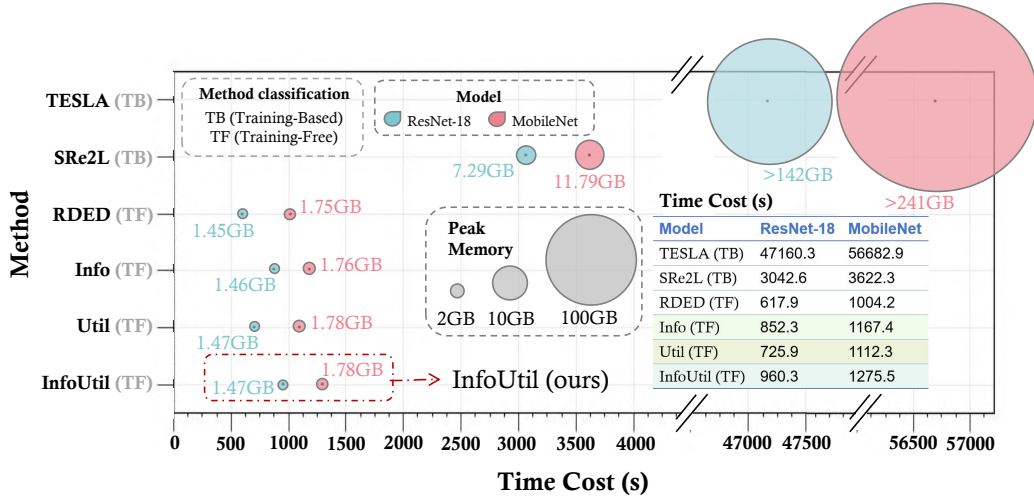 Method
TESLA (TB)
SRe2L (TB)
RDED (TF)
Info (TF)
Util (TF)
InfoUtil (TF)
Method classification
TB (Training-Based)
TF (Training-Free)
Model
ResNet-18
MobileNet
>142GB
>241GB
7.29GB
11.79GB
1.45GB
1.75GB
1.46GB
1.76GB
1.47GB
1.78GB
1.47GB
1.78GB
InfoUtil (ours)
Peak
Memory
2GB
10GB
100GB
Time Cost (s)
Model ResNet-18 MobileNet
TESLA (TB) 47160.3 56682.9
SRe2L (TB) 3042.6 3622.3
RDED (TF) 617.9 1004.2
Info (TF) 852.3 1167.4
Util (TF) 725.9 1112.3
InfoUtil (TF) 960.3 1275.5
0 500 1000 1500 2000 2500 3000 3500 4000 47000 47500 56500 57000
Time Cost (s)